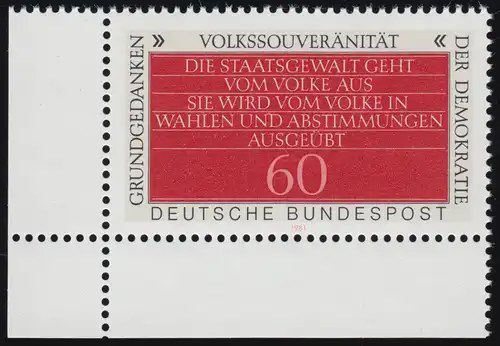 GRUNDGEDANKEN
» VOLKSSOUVERÄNITÄT «
DER DEMOKRATIE
DIE STAATSGEWALT GEHT
VOM VOLKE AUS
SIE WIRD VOM VOLKE IN
WAHLEN UND ABSTIMMUNGEN
AUSGEÜBT
60
DEUTSCHE BUNDESPOST
1981